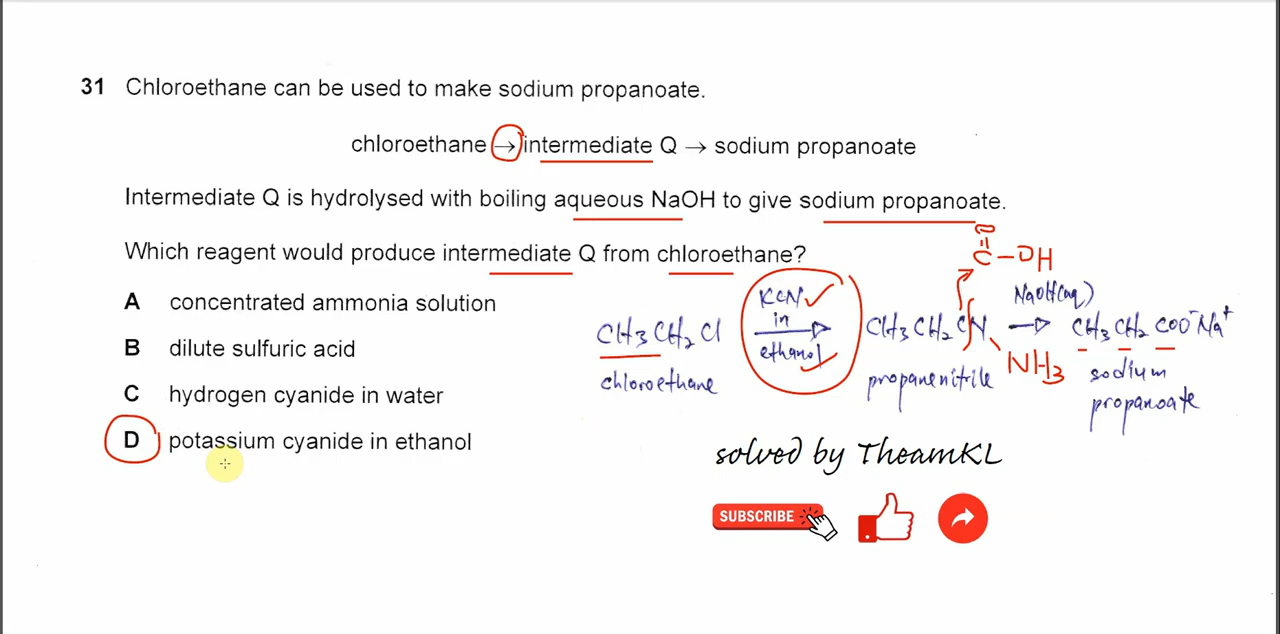 31 Chloroethane can be used to make sodium propanoate.
chloroethane → intermediate Q → sodium propanoate
Intermediate Q is hydrolysed with boiling aqueous NaOH to give sodium propanoate.
Which reagent would produce intermediate Q from chloroethane?
A concentrated ammonia solution
B dilute sulfuric acid
C hydrogen cyanide in water
D potassium cyanide in ethanol
O
=
C-OH
KCN ✓
in
ethanol
NaOH(aq)
CH3CH2Cl
CH3CH2CN
CH3CH2COO⁻Na⁺
NH3
chloroethane
propanenitrile
sodium
propanoate
solved by TheamKL
SUBSCRIBE